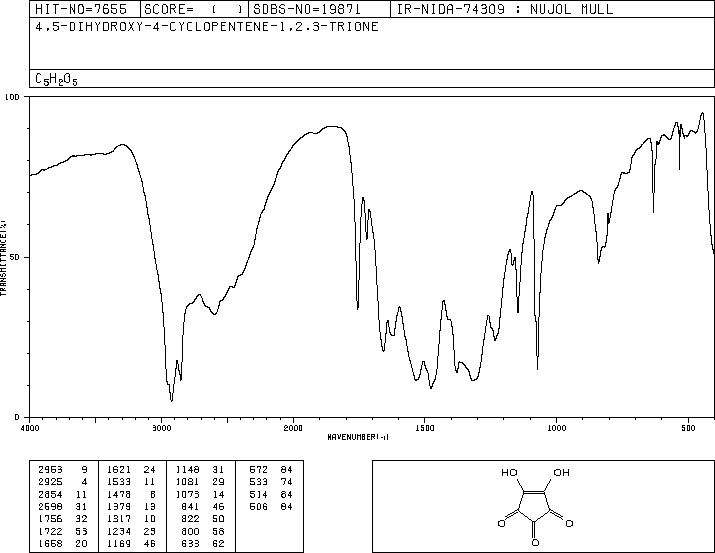 HIT-NO=7655 SCORE= ( ) SDBS-NO=19871 IR-NIDA-74309 : NUJOL MULL
4,5-DIHYDROXY-4-CYCLOPENTENE-1,2,3-TRIONE
C5H2O5
100
50
0
TRANSMITTANCE(%)
4000 3000 2000 1500 1000 500
WAVENUMBER(-1)
2963 9 1621 24 1148 31 572 84
2925 4 1533 11 1081 29 533 74
2854 11 1478 8 1073 14 514 84
2598 31 1379 13 841 46 506 84
1756 32 1317 10 822 50
1722 53 1234 23 800 58
1658 20 1169 46 633 62
HO OH
O O
O